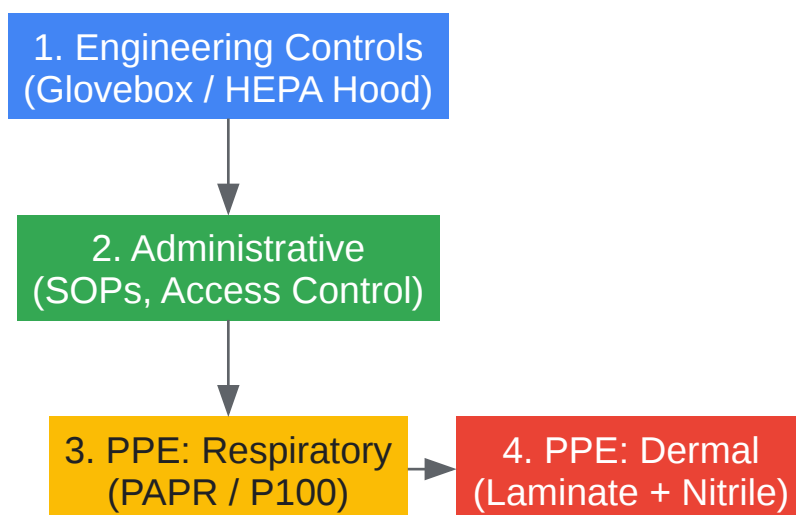 1. Engineering Controls
(Glovebox / HEPA Hood)
2. Administrative
(SOPs, Access Control)
3. PPE: Respiratory
(PAPR / P100)
4. PPE: Dermal
(Laminate + Nitrile)